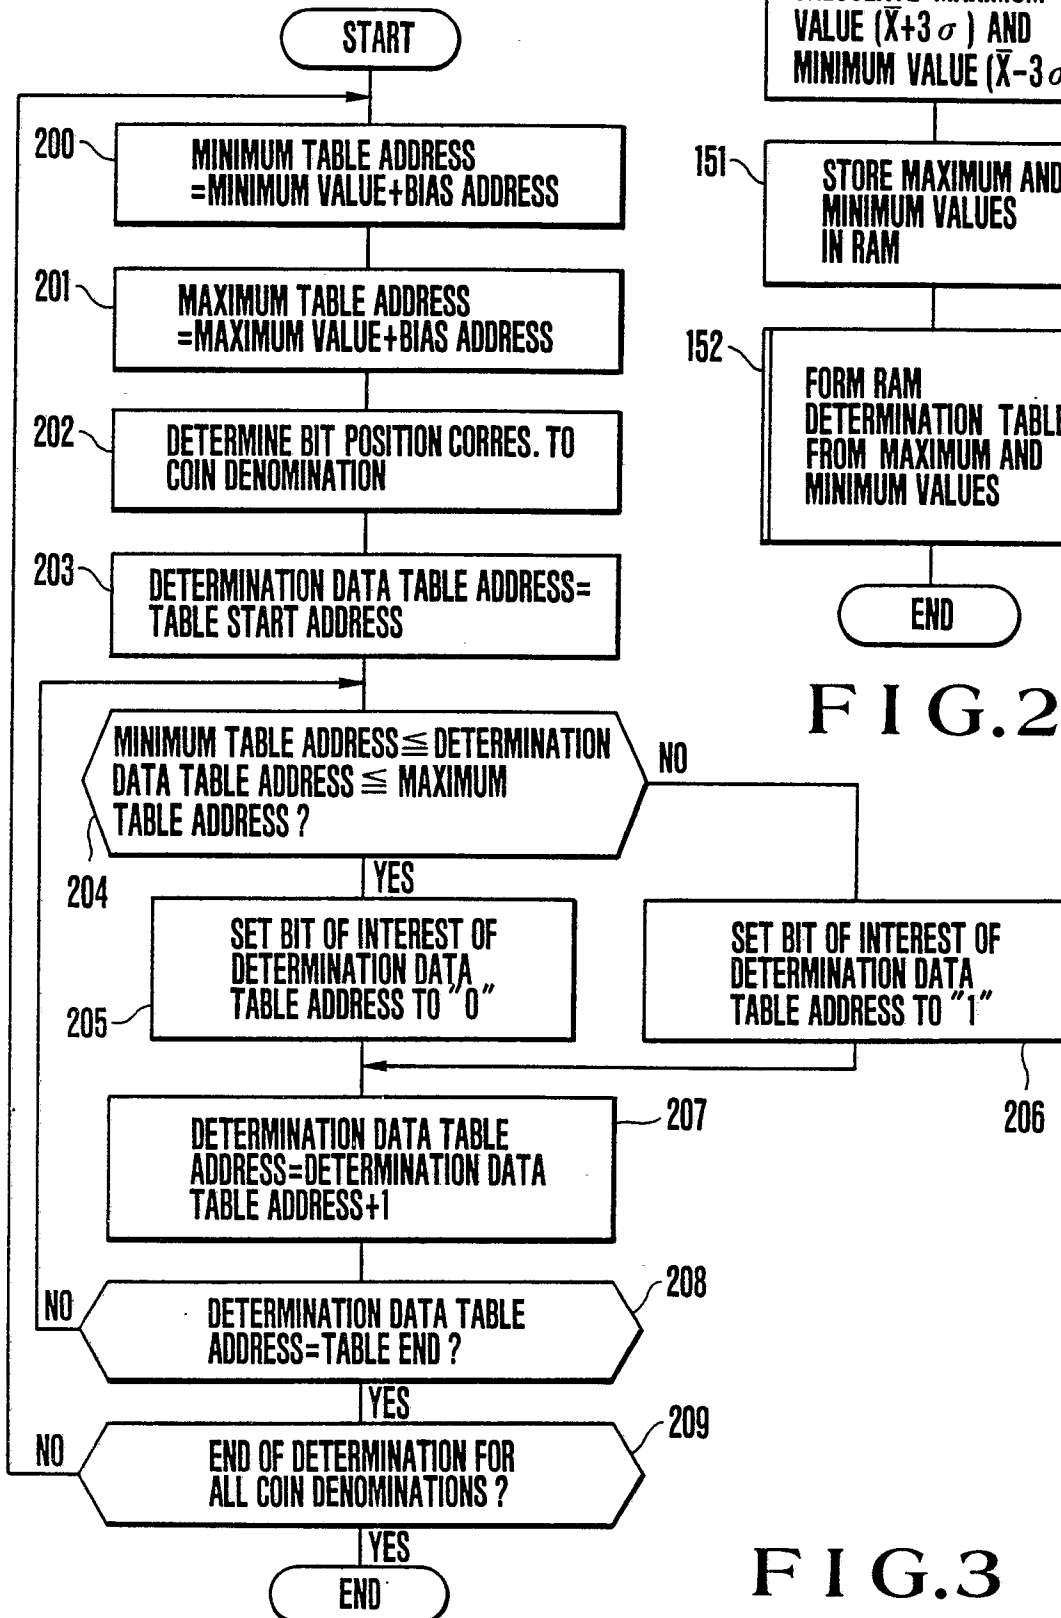 START
200
MINIMUM TABLE ADDRESS
=MINIMUM VALUE+BIAS ADDRESS
201
MAXIMUM TABLE ADDRESS
=MAXIMUM VALUE+BIAS ADDRESS
202
DETERMINE BIT POSITION CORRES. TO
COIN DENOMINATION
203
DETERMINATION DATA TABLE ADDRESS=
TABLE START ADDRESS
MINIMUM TABLE ADDRESS≦DETERMINATION
DATA TABLE ADDRESS≦ MAXIMUM
TABLE ADDRESS ?
204
NO
YES
SET BIT OF INTEREST OF
DETERMINATION DATA
TABLE ADDRESS TO "0"
205
SET BIT OF INTEREST OF
DETERMINATION DATA
TABLE ADDRESS TO "1"
206
207
DETERMINATION DATA TABLE
ADDRESS=DETERMINATION DATA
TABLE ADDRESS+1
208
NO
DETERMINATION DATA TABLE
ADDRESS=TABLE END ?
YES
209
NO
END OF DETERMINATION FOR
ALL COIN DENOMINATIONS ?
YES
END
FIG.3
VALUE (X̄+3σ) AND
MINIMUM VALUE (X̄-3σ
151
STORE MAXIMUM AND
MINIMUM VALUES
IN RAM
152
FORM RAM
DETERMINATION TABLE
FROM MAXIMUM AND
MINIMUM VALUES
END
FIG.2